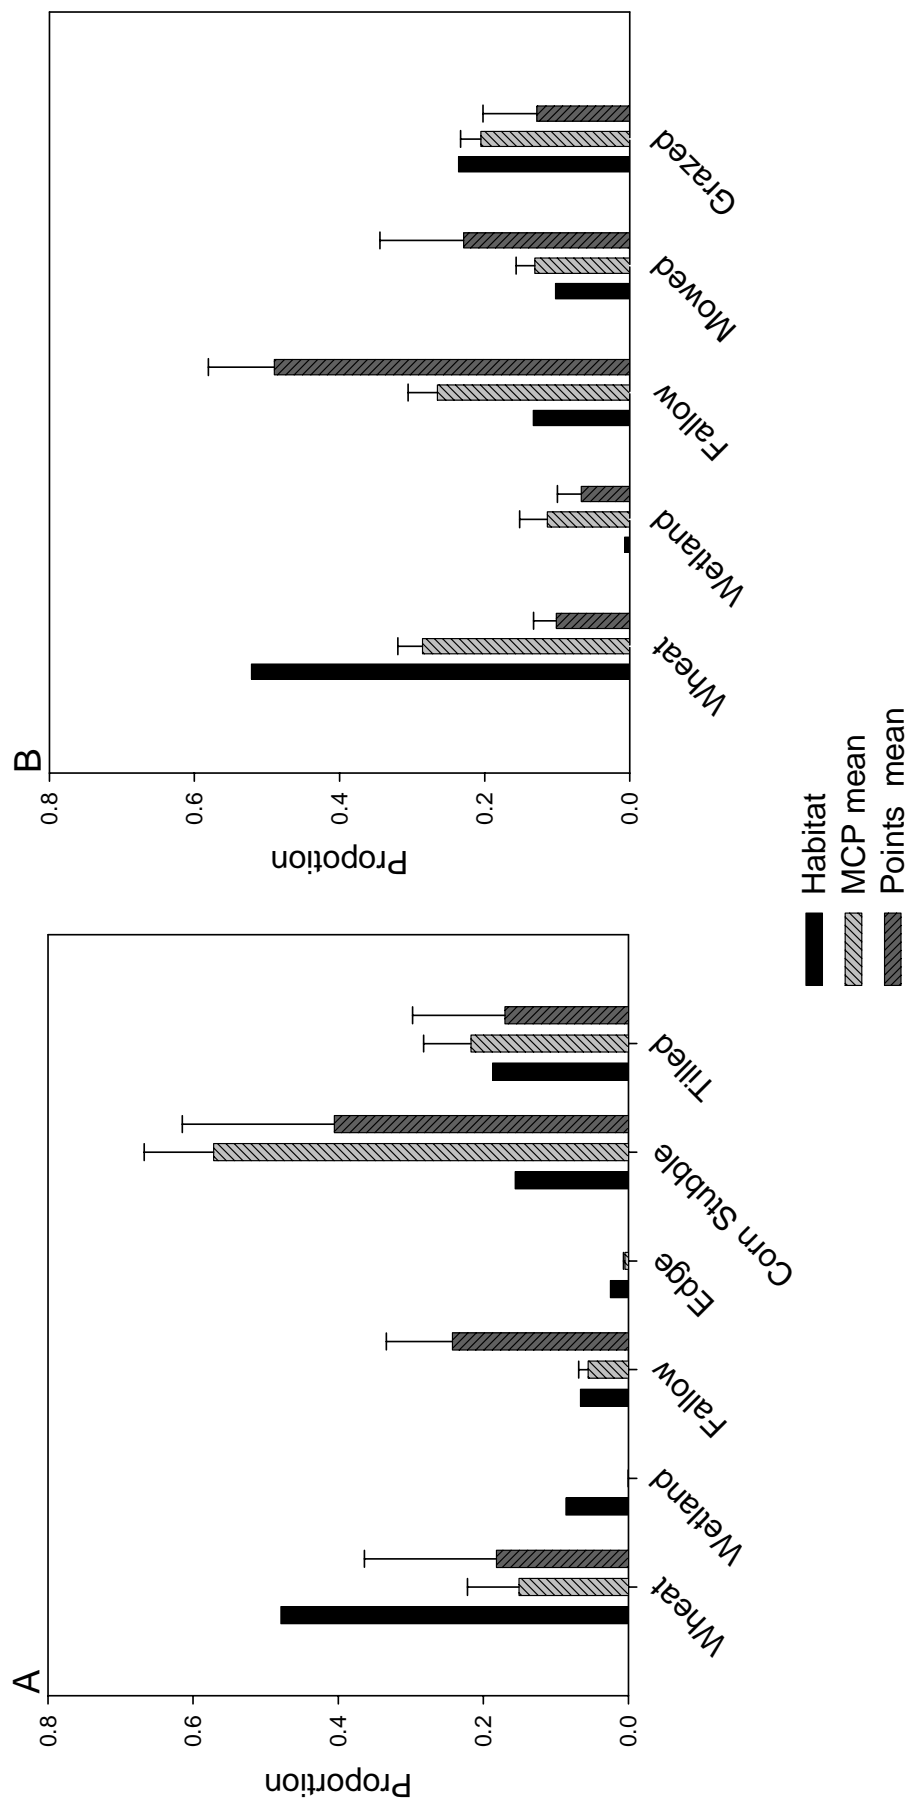 A
0.8
0.6
0.4
0.2
0.0
Proportion
Wheat
Wetland
Fallow
Edge
Corn Stubble
Tilled
B
0.8
0.6
0.4
0.2
0.0
Propotion
Wheat
Wetland
Fallow
Mowed
Grazed
Habitat
MCP mean
Points mean